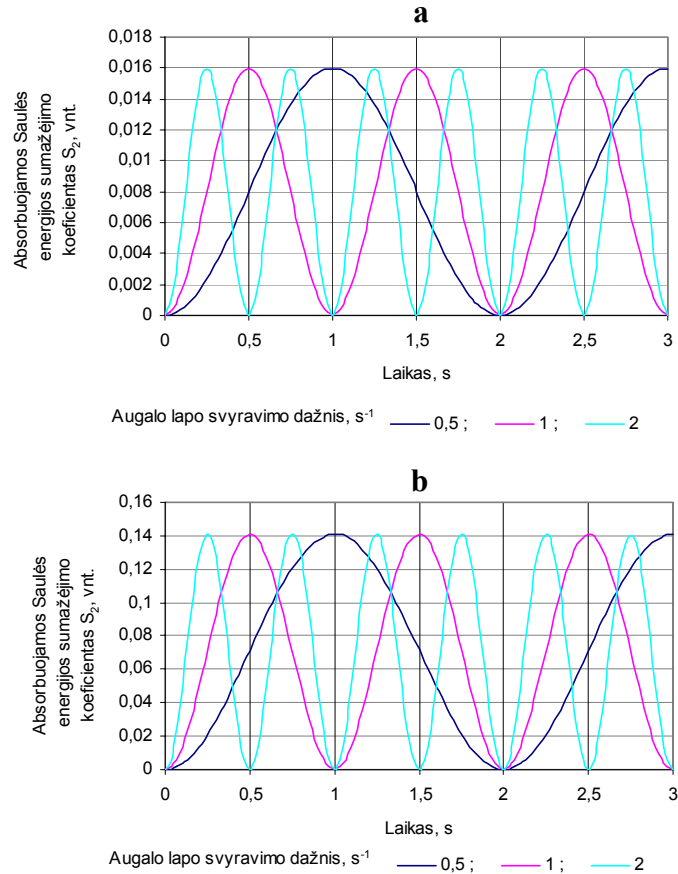 a
Absorbuojamos Saulės
energijos sumažėjimo
koeficientas S₂, vnt.
0,018
0,016
0,014
0,012
0,01
0,008
0,006
0,004
0,002
0
0 0,5 1 1,5 2 2,5 3
Laikas, s
Augalo lapo svyravimo dažnis, s⁻¹ 0,5 ; 1 ; 2
b
Absorbuojamos Saulės
energijos sumažėjimo
koeficientas S₂, vnt.
0,16
0,14
0,12
0,1
0,08
0,06
0,04
0,02
0
0 0,5 1 1,5 2 2,5 3
Laikas, s
Augalo lapo svyravimo dažnis, s⁻¹ 0,5 ; 1 ; 2